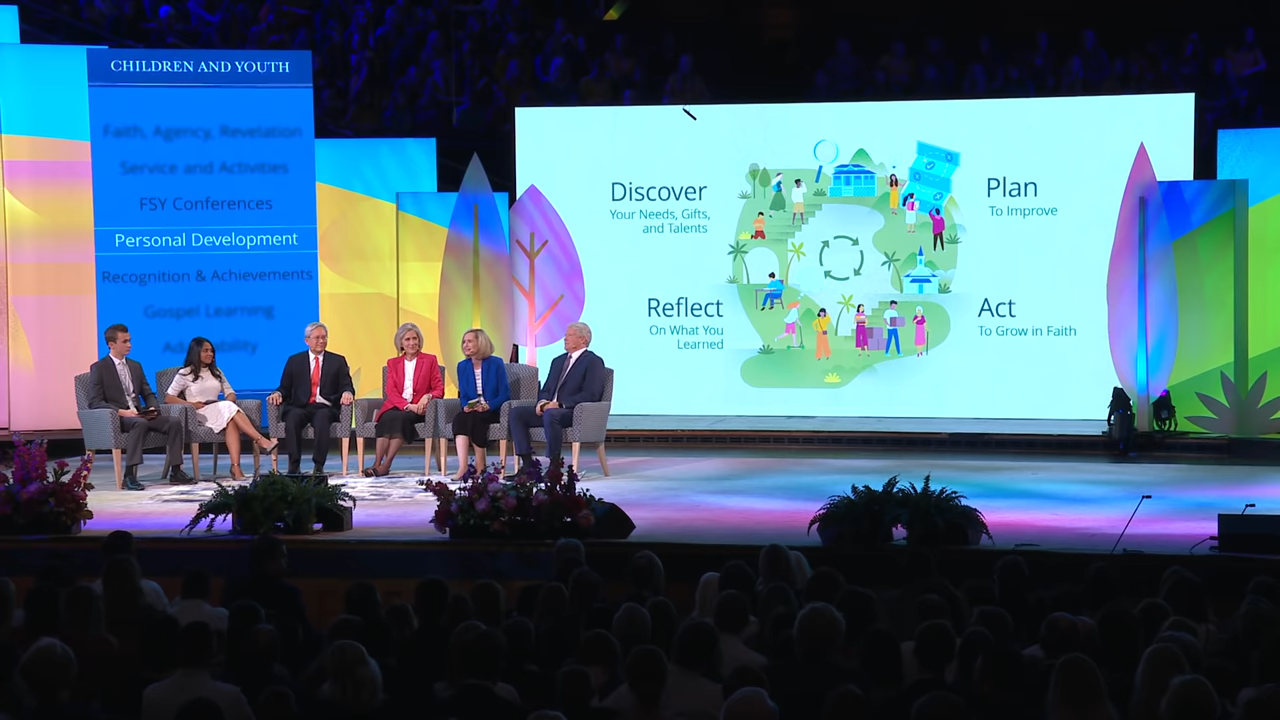 CHILDREN AND YOUTH
Faith, Agency, Revelation
Service and Activities
FSY Conferences
Personal Development
Recognition & Achievements
Gospel Learning
Discover
Your Needs, Gifts,
and Talents
Plan
To Improve
Reflect
On What You
Learned
Act
To Grow in Faith